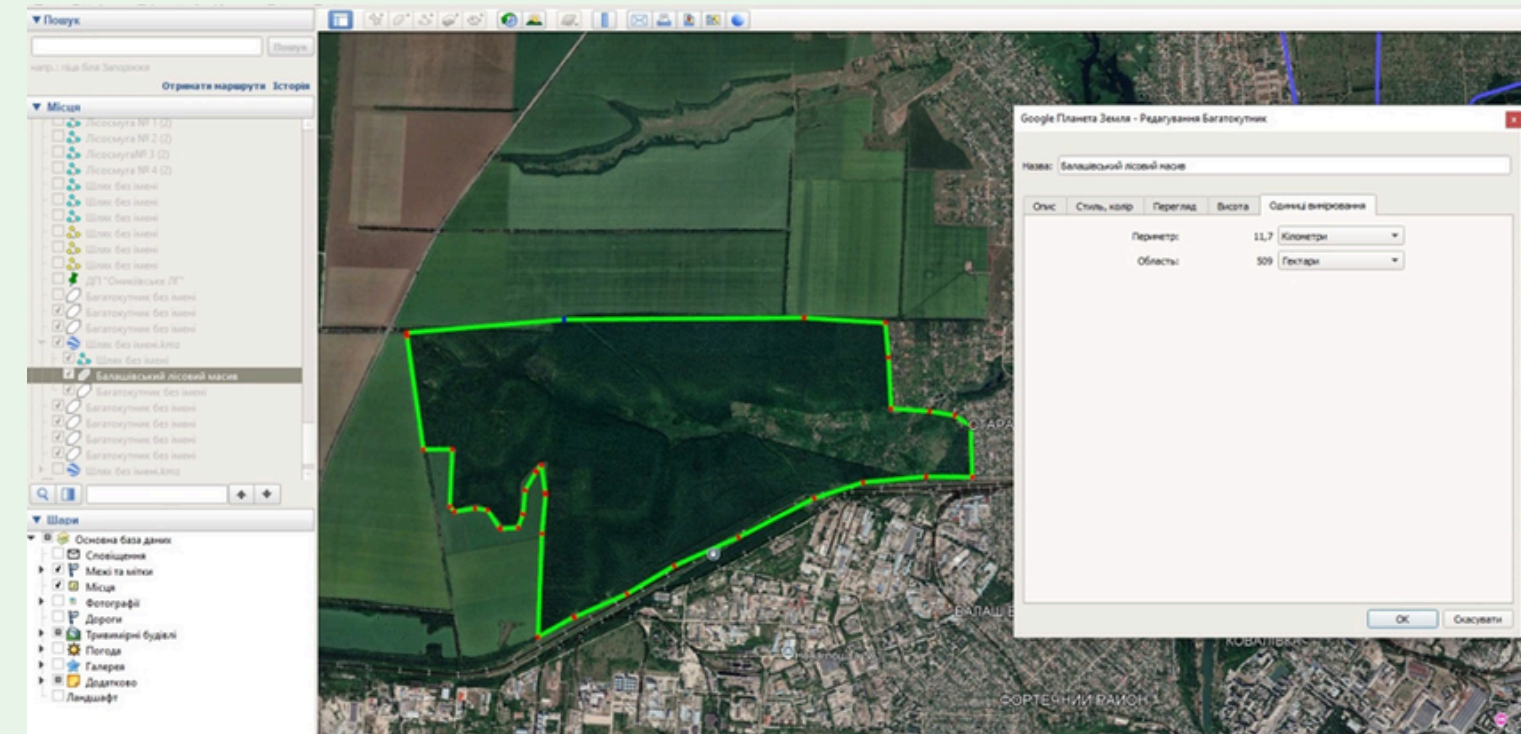 Пошук
Пошук
напр.: піца біля Запоріжжя
Отримати маршрути Історія
Місця
Лісосмуга № 1 (2)
Лісосмуга № 2 (2)
Лісосмуга№ 3 (2)
Лісосмуга № 4 (2)
Шлях без імені
Шлях без імені
Шлях без імені
Шлях без імені
Шлях без імені
Шлях без імені
ДП "Оникіївське ЛГ"
Багатокутник без імені
Багатокутник без імені
Багатокутник без імені
Шлях без імені.kmz
Шлях без імені
Балашівський лісовий масив
Багатокутник без імені
Багатокутник без імені
Багатокутник без імені
Багатокутник без імені
Багатокутник без імені
Шлях без імені.kmz
Шари
Основна база даних
Сповіщення
Межі та мітки
Місця
Фотографії
Дороги
Тривимірні будівлі
Погода
Галерея
Додатково
Ландшафт
Google Планета Земля - Редагування Багатокутник
Назва: Балашівський лісовий масив
Опис Стиль, колір Перегляд Висота Одиниці вимірювання
Периметр: 11,7 Кілометри
Область: 509 Гектари
OK Скасувати
СТАРА
БАЛАШ
КОВАЛІВКА
ФОРТЕЧНИЙ РАЙОН